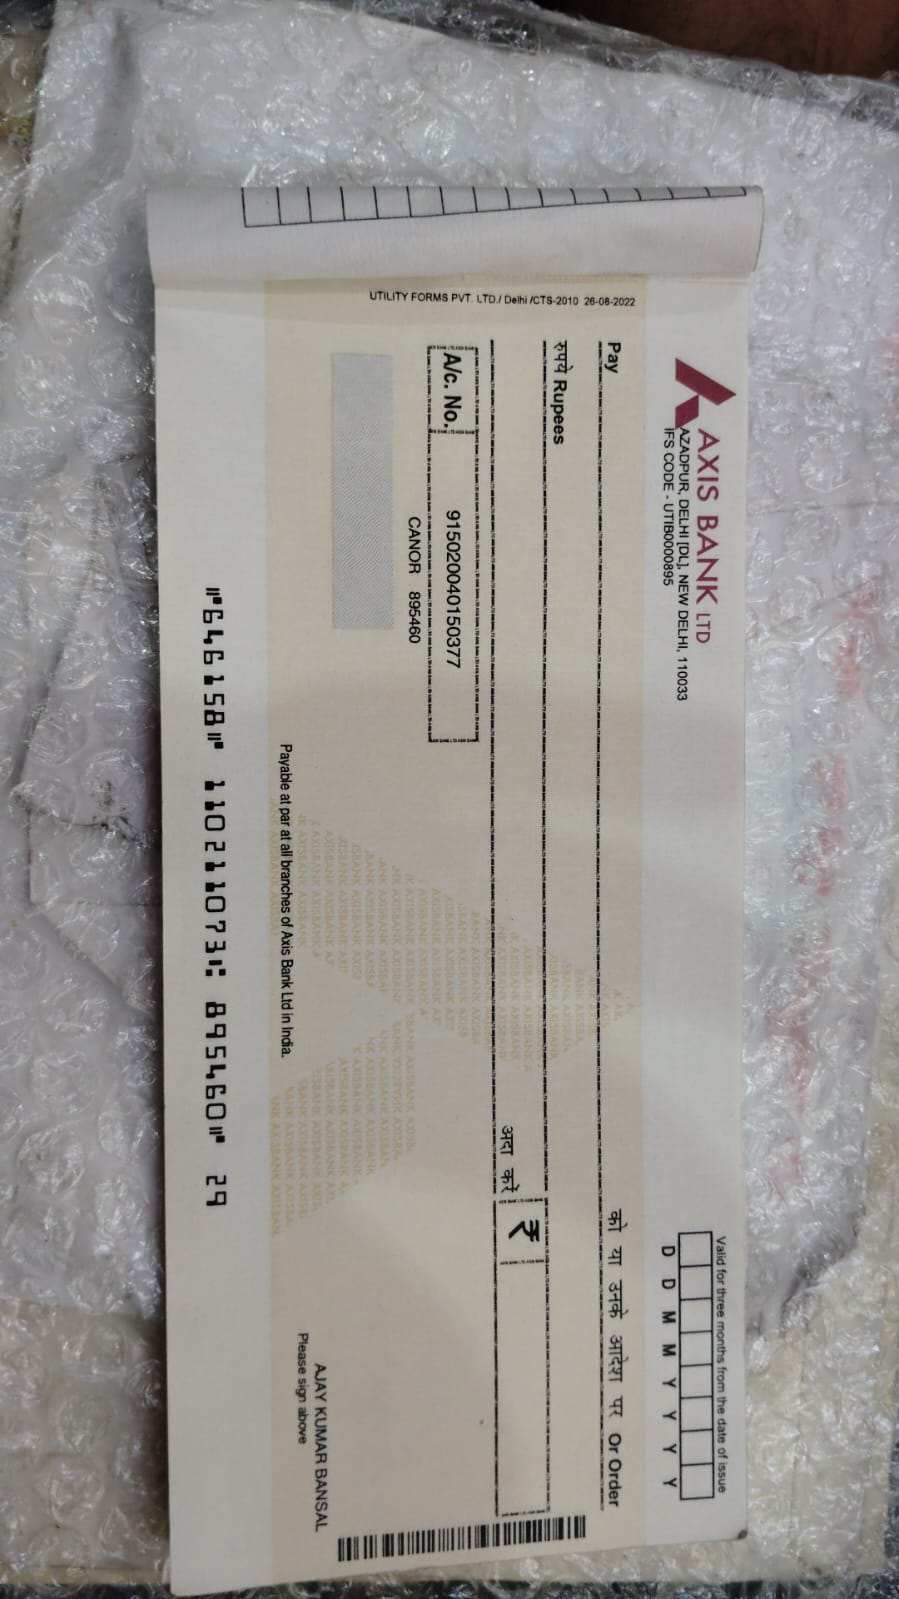 UTILITY FORMS PVT. LTD./ Delhi /CTS-2010 26-08-2022
AXIS BANK LTD
AZADPUR, DELHI [DL], NEW DELHI, 110033
IFS CODE - UTIB0000895
Valid for three months from the date of issue
D D M M Y Y Y Y
Pay को या उनके आदेश पर Or Order
रुपये Rupees
अदा करें ₹
A/c. No. 915020040150377
CANOR 895460
Payable at par at all branches of Axis Bank Ltd in India.
AJAY KUMAR BANSAL
Please sign above
⑈646158⑈ 110211073⑆ 895460⑈ 29